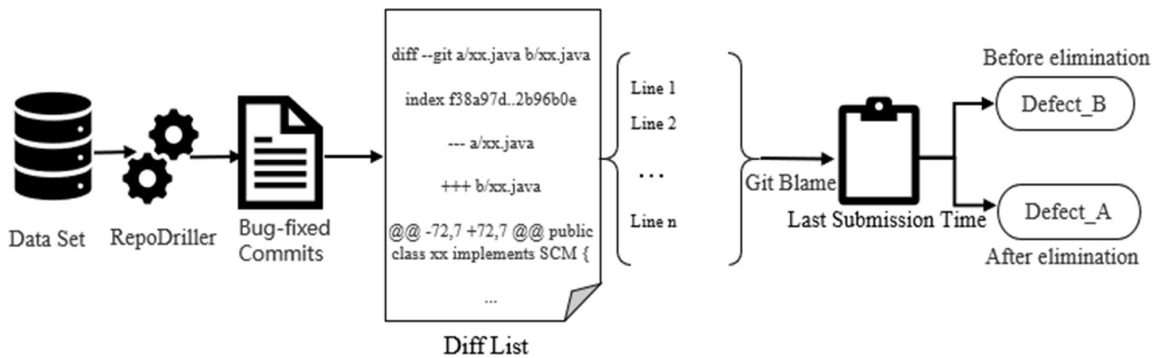 Data Set
RepoDriller
Bug-fixed
Commits
diff --git a/xx.java b/xx.java
index f38a97d..2b96b0e
--- a/xx.java
+++ b/xx.java
@@ -72,7 +72,7 @@ public
class xx implements SCM {
...
Diff List
Line 1
Line 2
...
Line n
Git Blame
Last Submission Time
Before elimination
Defect_B
Defect_A
After elimination